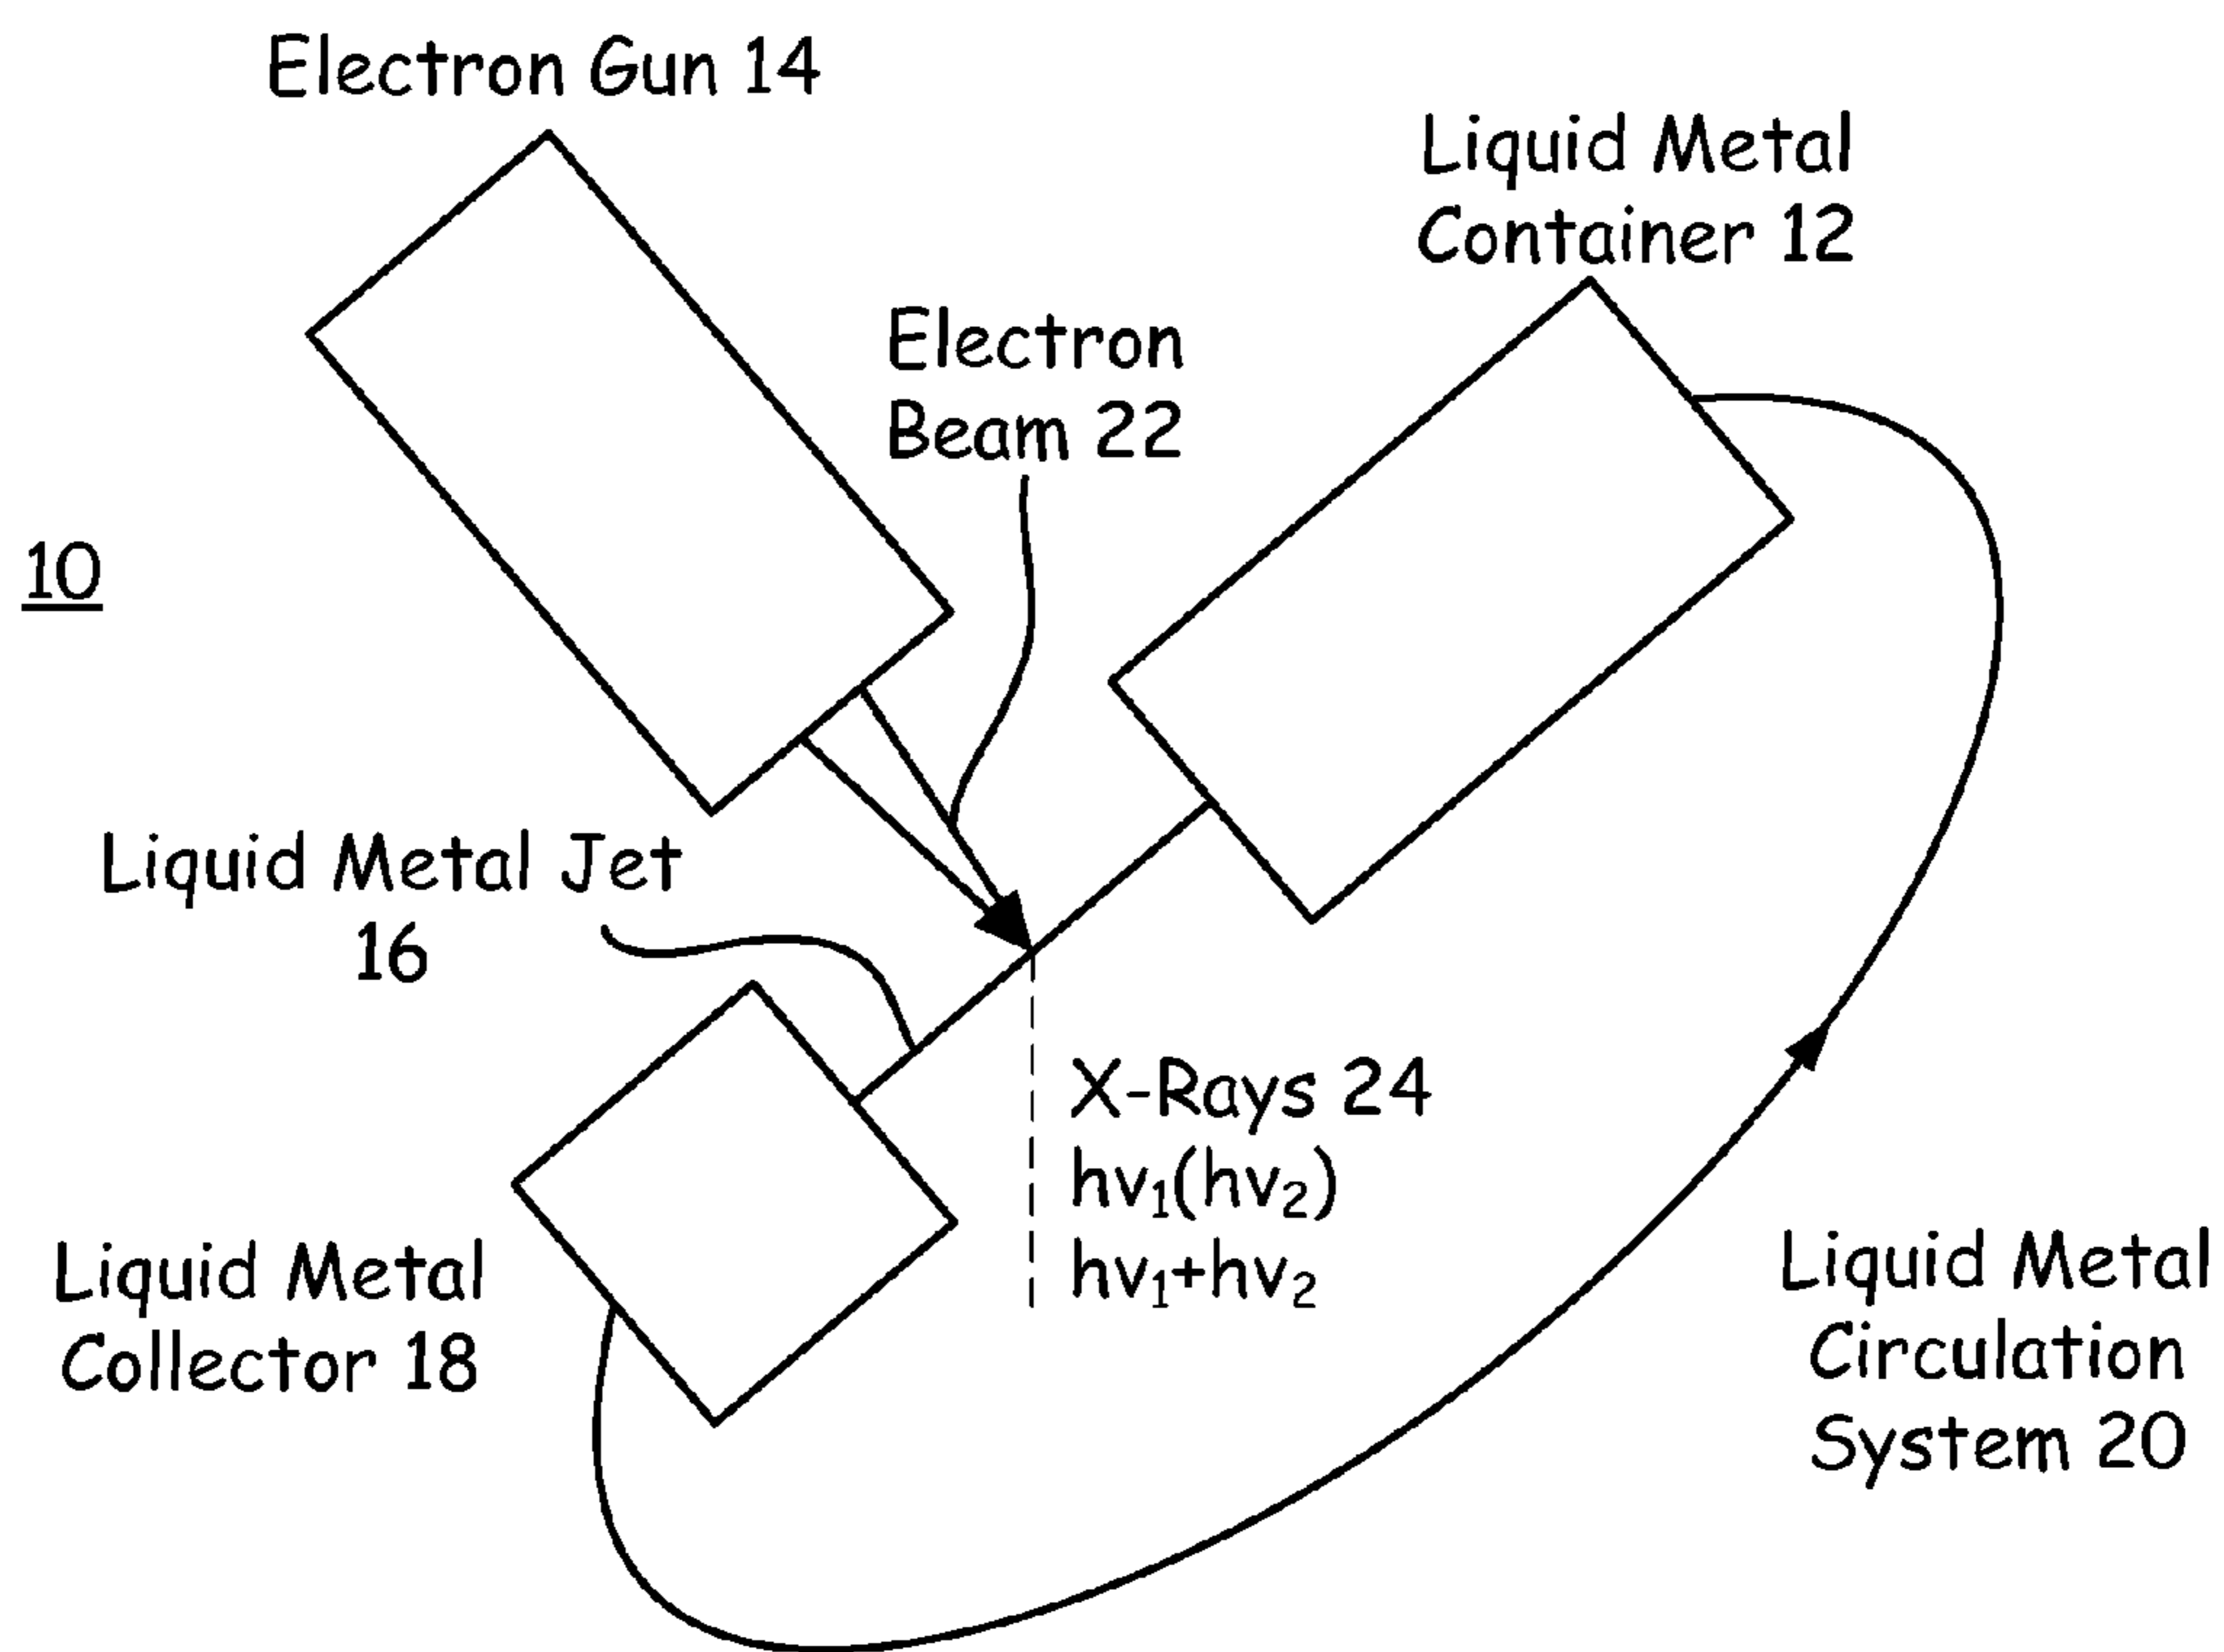 Electron Gun 14
Liquid Metal
Container 12
Electron
Beam 22
10
Liquid Metal Jet
16
X-Rays 24
hv₁(hv₂)
hv₁+hv₂
Liquid Metal
Collector 18
Liquid Metal
Circulation
System 20